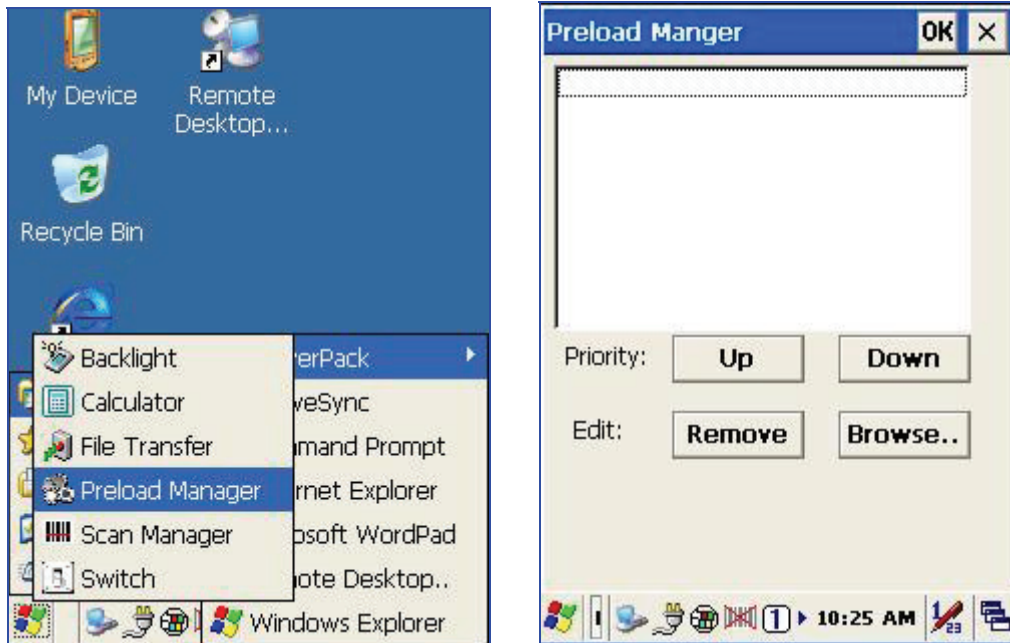 My Device
Remote
Desktop...
Recycle Bin
Backlight
Calculator
File Transfer
Preload Manager
Scan Manager
Switch
erPack
veSync
mand Prompt
rnet Explorer
osoft WordPad
ote Desktop..
Windows Explorer
Preload Manger
OK
Priority:
Up
Down
Edit:
Remove
Browse..
1
10:25 AM
23